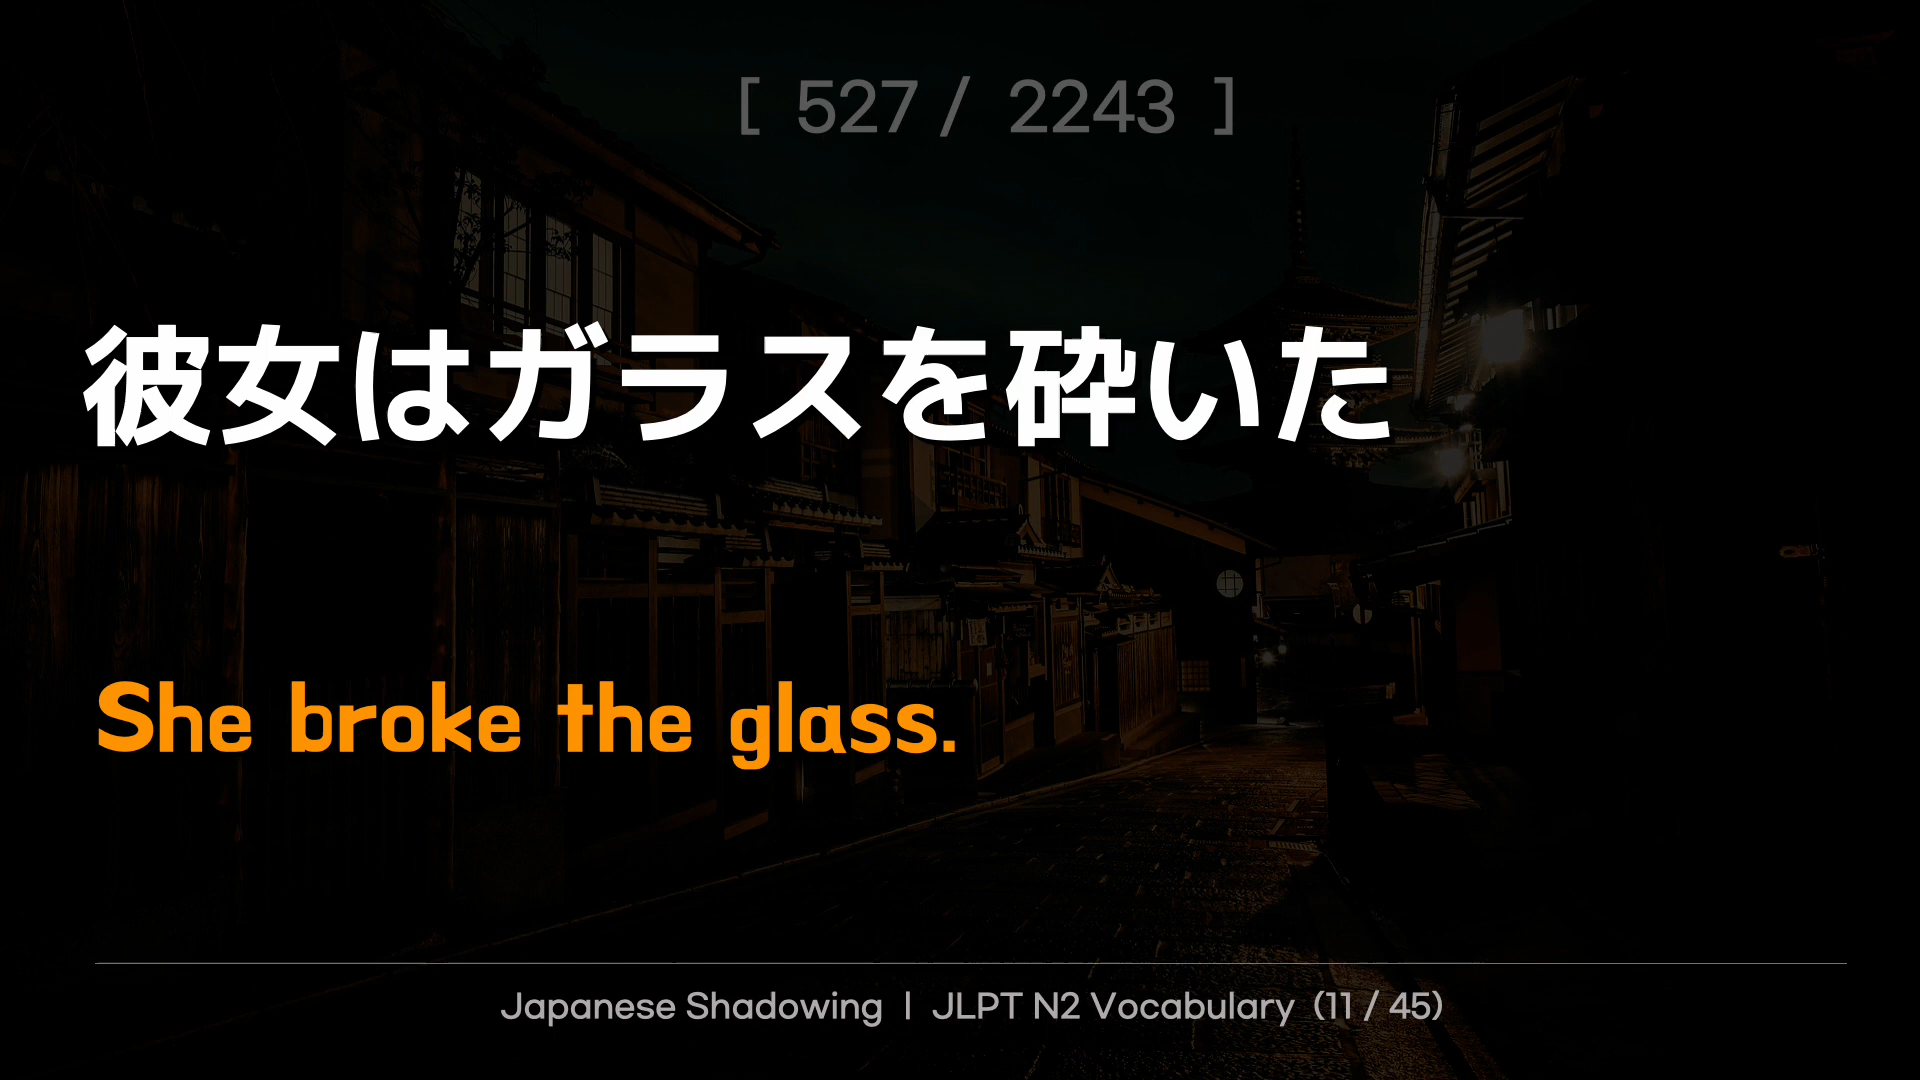 [ 527 / 2243 ]
彼女はガラスを砕いた
She broke the glass.
Japanese Shadowing | JLPT N2 Vocabulary (11 / 45)